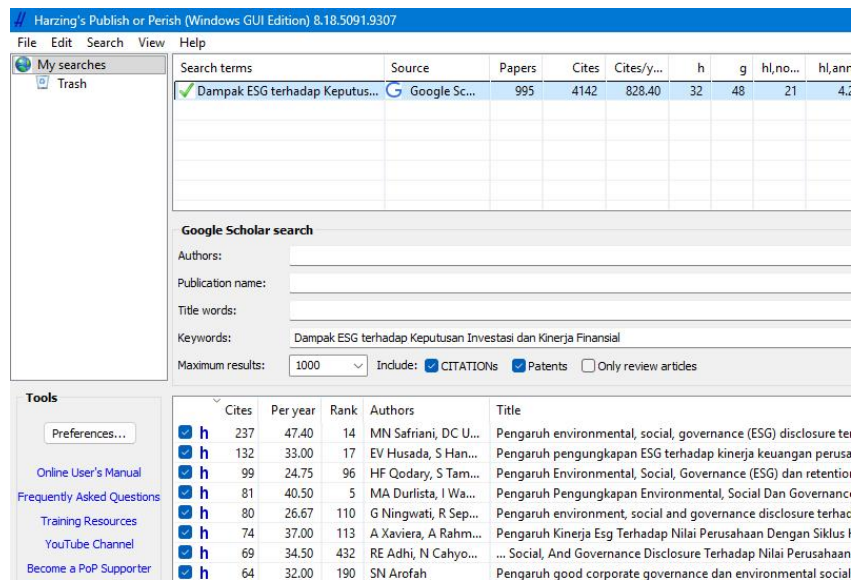 Harzing's Publish or Perish (Windows GUI Edition) 8.18.5091.9307
File Edit Search View Help
My searches
Trash
Search terms Source Papers Cites Cites/y... h g hI,no... hI,ann
Dampak ESG terhadap Keputus... G Google Sc... 995 4142 828.40 32 48 21 4.2
Google Scholar search
Authors:
Publication name:
Title words:
Keywords: Dampak ESG terhadap Keputusan Investasi dan Kinerja Finansial
Maximum results: 1000 Include: CITATIONs Patents Only review articles
Tools
Preferences...
Online User's Manual
Frequently Asked Questions
Training Resources
YouTube Channel
Become a PoP Supporter
Cites Per year Rank Authors Title
h 237 47.40 14 MN Safriani, DC U... Pengaruh environmental, social, governance (ESG) disclosure ter
h 132 33.00 17 EV Husada, S Han... Pengaruh pengungkapan ESG terhadap kinerja keuangan perusa
h 99 24.75 96 HF Qodary, S Tam... Pengaruh Environmental, Social, Governance (ESG) dan retentio
h 81 40.50 5 MA Durlista, I Wa... Pengaruh Pengungkapan Environmental, Social Dan Governanc
h 80 26.67 110 G Ningwati, R Sep... Pengaruh environment, social and governance disclosure terhad
h 74 37.00 113 A Xaviera, A Rahm... Pengaruh Kinerja Esg Terhadap Nilai Perusahaan Dengan Siklus
h 69 34.50 432 RE Adhi, N Cahyo... ... Social, And Governance Disclosure Terhadap Nilai Perusahaan
h 64 32.00 190 SN Arofah Pengaruh good corporate governance dan environmental social